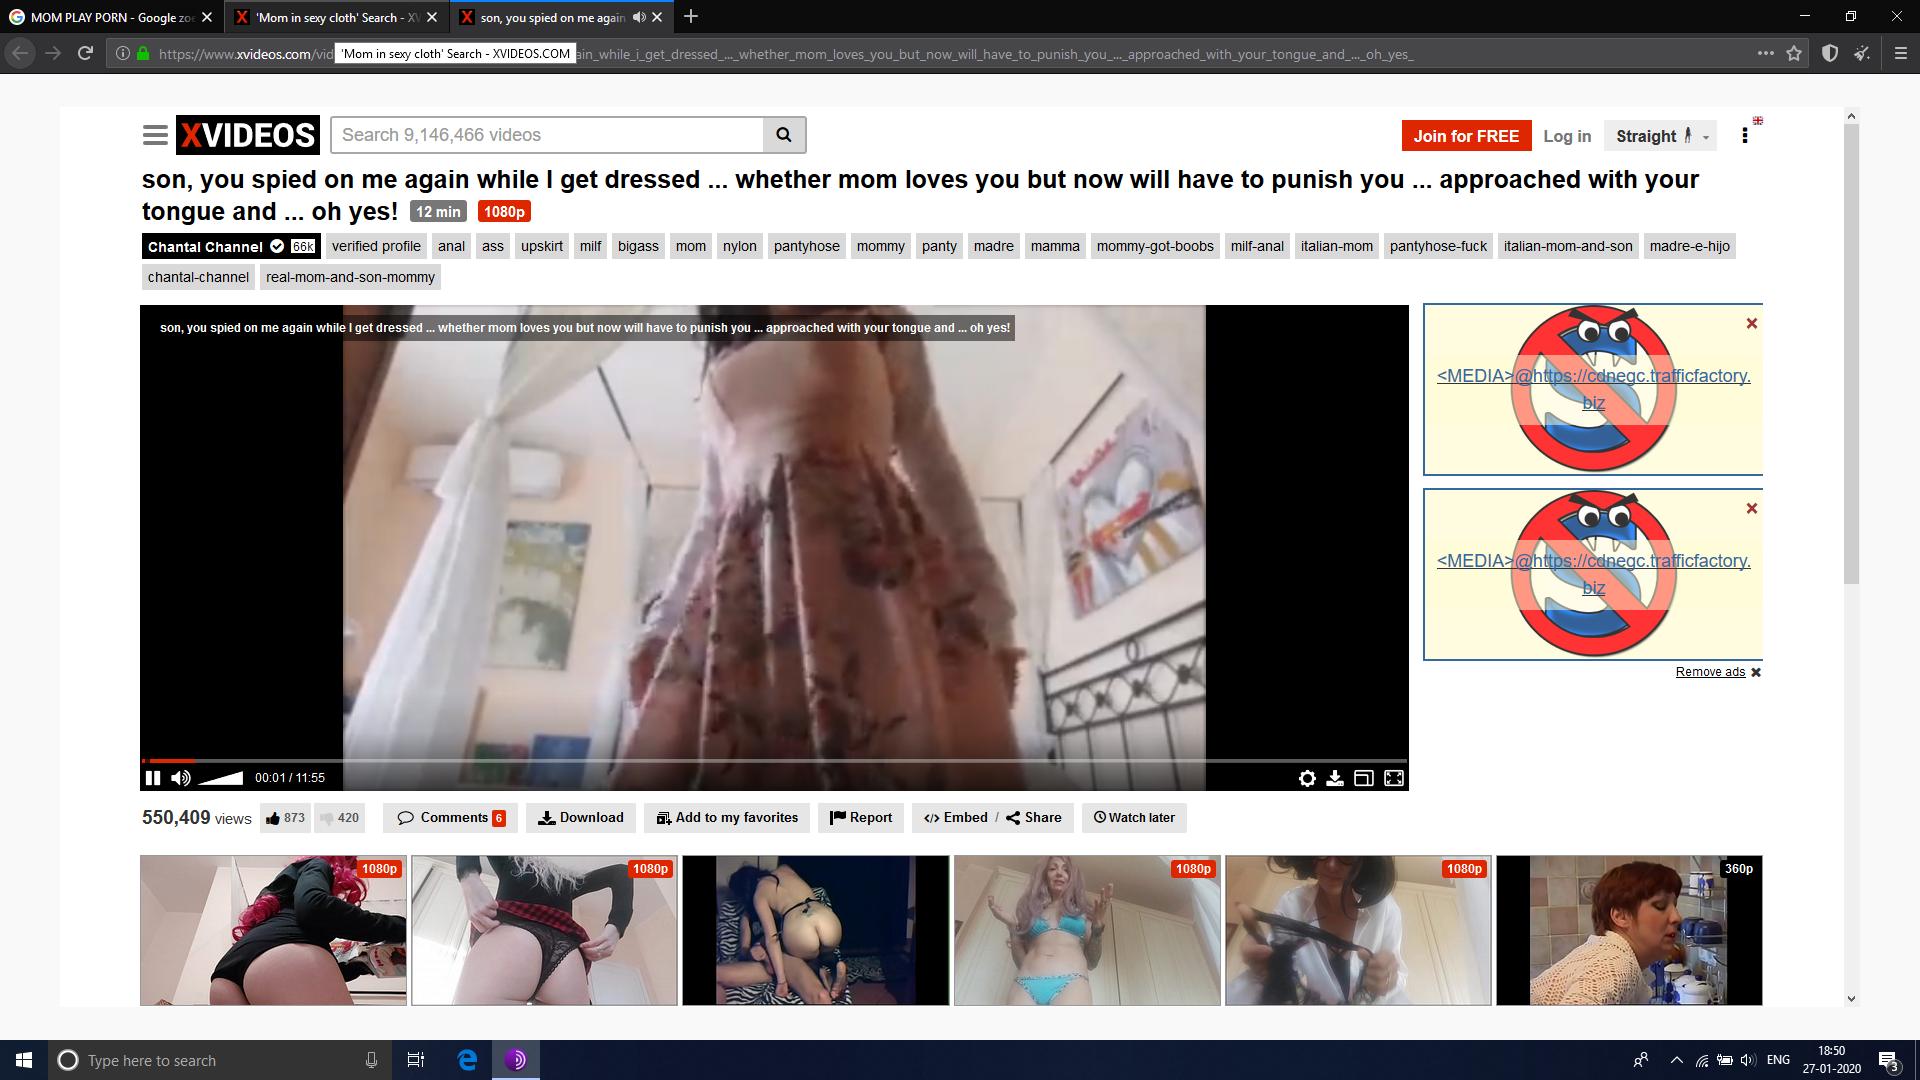 MOM PLAY PORN - Google zoe
'Mom in sexy cloth' Search - XV
son, you spied on me again
https://www.xvideos.com/vid
'Mom in sexy cloth' Search - XVIDEOS.COM
ain_while_i_get_dressed_..._whether_mom_loves_you_but_now_will_have_to_punish_you_..._approached_with_your_tongue_and_..._oh_yes_
XVIDEOS
Search 9,146,466 videos
Join for FREE
Log in
Straight
son, you spied on me again while I get dressed ... whether mom loves you but now will have to punish you ... approached with your
tongue and ... oh yes! 12 min 1080p
Chantal Channel 66k verified profile anal ass upskirt milf bigass mom nylon pantyhose mommy panty madre mamma mommy-got-boobs milf-anal italian-mom pantyhose-fuck italian-mom-and-son madre-e-hijo
chantal-channel real-mom-and-son-mommy
son, you spied on me again while I get dressed ... whether mom loves you but now will have to punish you ... approached with your tongue and ... oh yes!
<MEDIA>@https://cdnegc.trafficfactory.
biz
<MEDIA>@https://cdnegc.trafficfactory.
biz
Remove ads
00:01 / 11:55
550,409 views 873 420 Comments 6 Download Add to my favorites Report Embed / Share Watch later
1080p 1080p 1080p 1080p 360p
Type here to search
ENG
18:50
27-01-2020
3